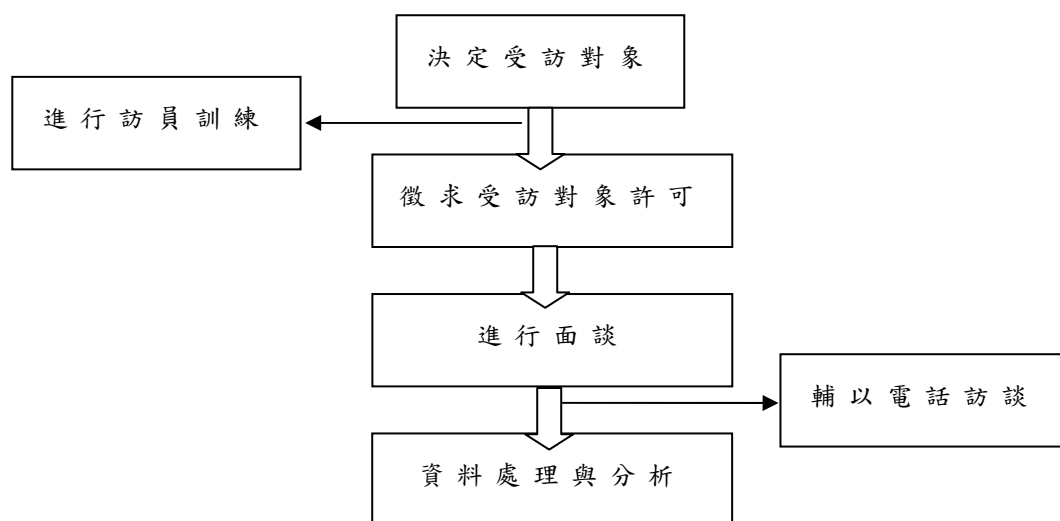 決定受訪對象
進行訪員訓練
徵求受訪對象許可
進行面談
輔以電話訪談
資料處理與分析